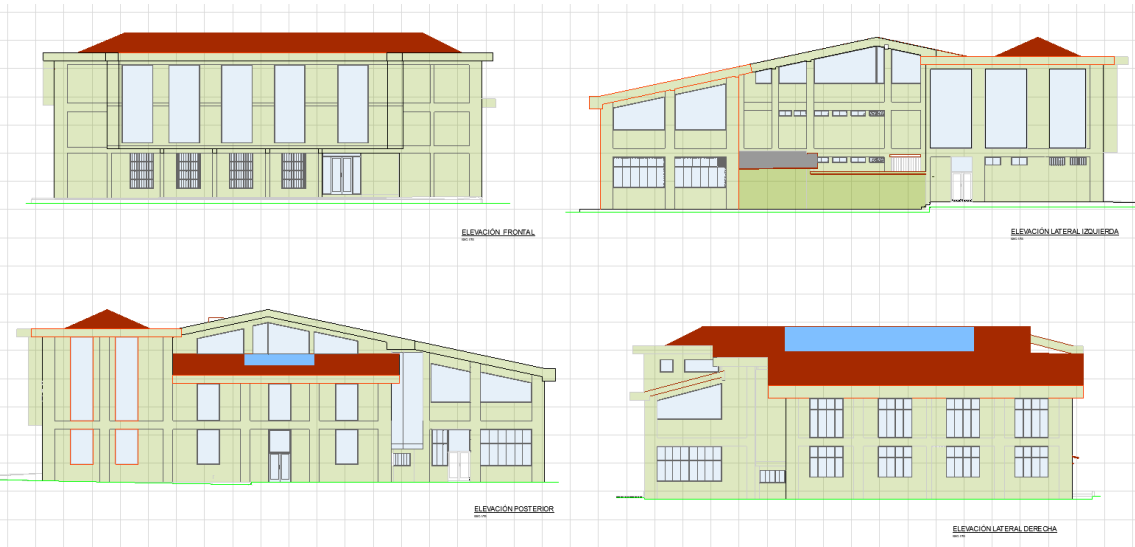 ELEVACIÓN FRONTAL
ELEVACIÓN LATERAL IZQUIERDA
ELEVACIÓN POSTERIOR
ELEVACIÓN LATERAL DERECHA